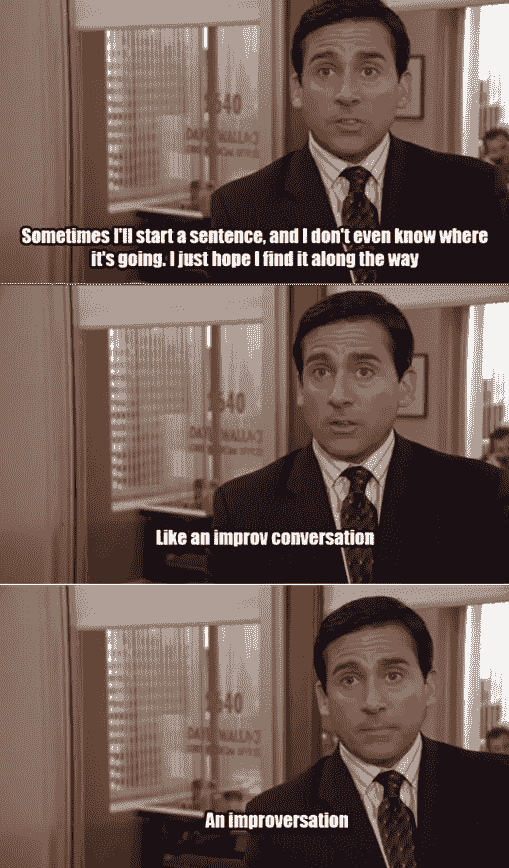 1640
Sometimes I'll start a sentence, and I don't even know where
it's going. I just hope I find it along the way
Like an improv conversation
An improversation